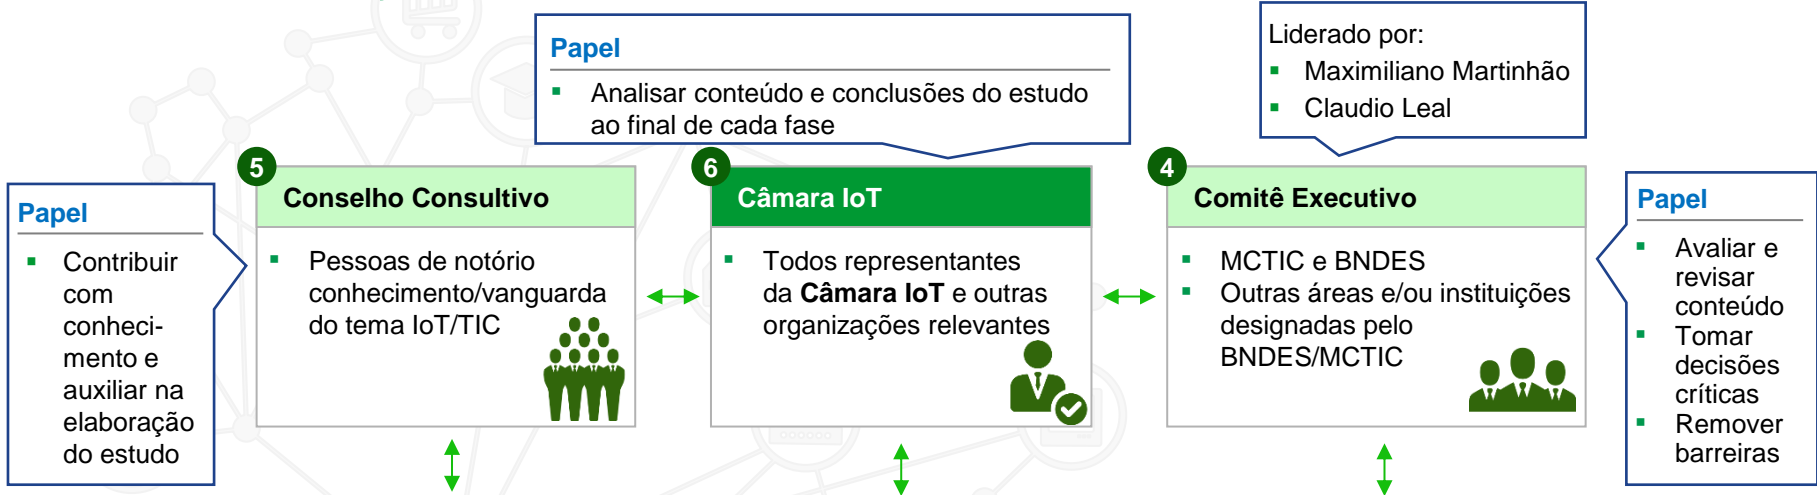 Papel
Analisar conteúdo e conclusões do estudo
ao final de cada fase
Liderado por:
Maximiliano Martinhão
Claudio Leal
Papel
Contribuir
com
conheci-
mento e
auxiliar na
elaboração
do estudo
5
Conselho Consultivo
Pessoas de notório
conhecimento/vanguarda
do tema IoT/TIC
6
Câmara IoT
Todos representantes
da Câmara IoT e outras
organizações relevantes
4
Comitê Executivo
MCTIC e BNDES
Outras áreas e/ou instituições
designadas pelo
BNDES/MCTIC
Papel
Avaliar e
revisar
conteúdo
Tomar
decisões
críticas
Remover
barreiras